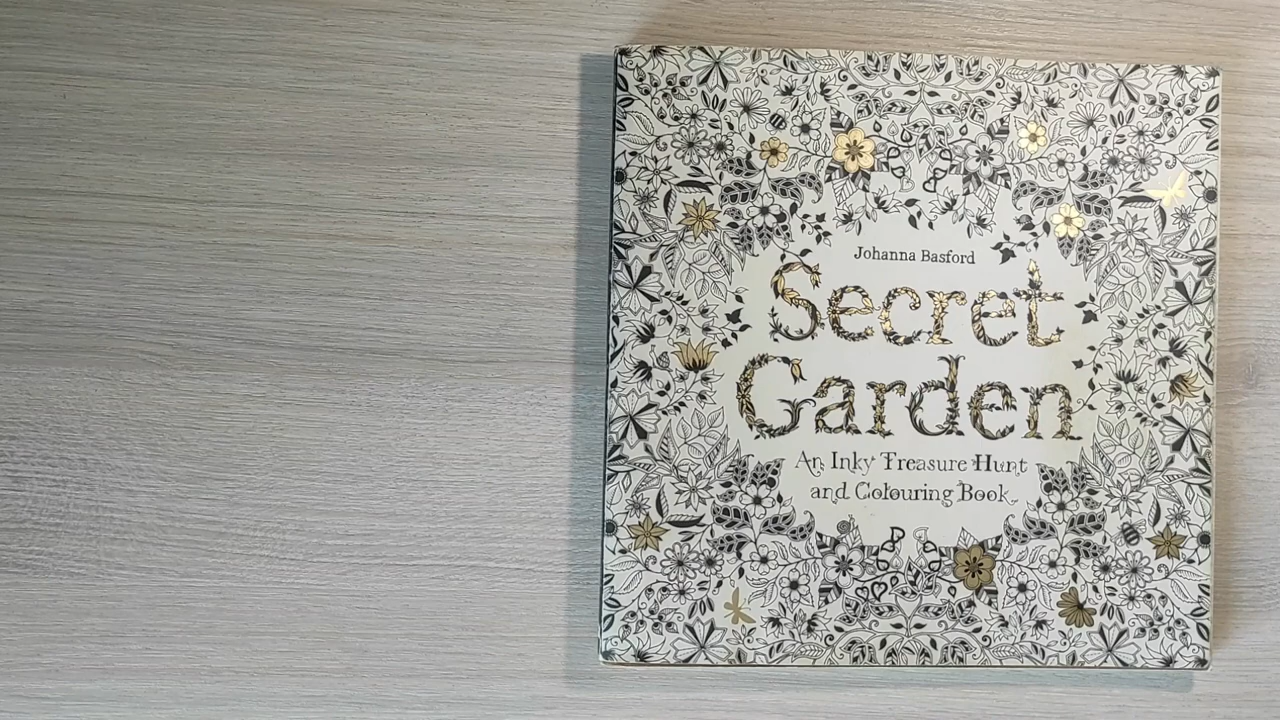 Johanna Basford
Secret
Garden
An Inky Treasure Hunt
and Colouring Book